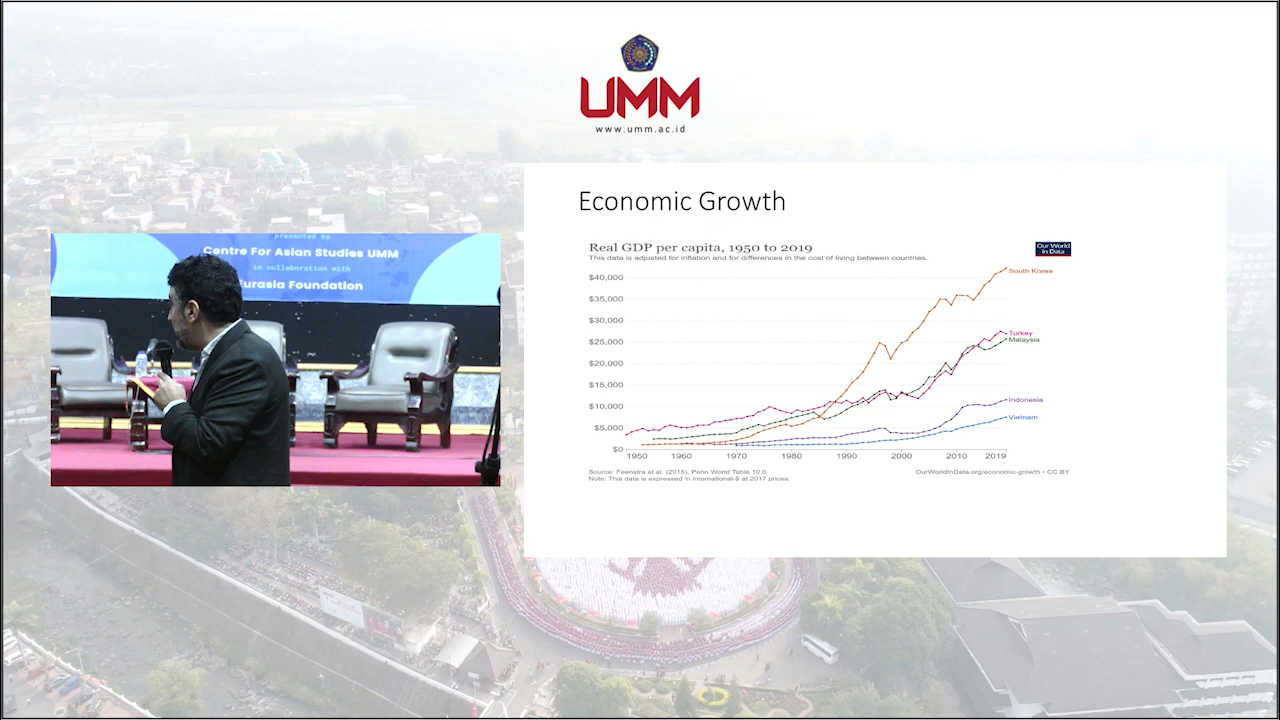 UMM
www.umm.ac.id
presented by
Centre For Asian Studies UMM
in collaboration with
Eurasia Foundation
Economic Growth
Real GDP per capita, 1950 to 2019
This data is adjusted for inflation and for differences in the cost of living between countries.
Our World
in Data
$40,000
$35,000
$30,000
$25,000
$20,000
$15,000
$10,000
$5,000
$0
South Korea
Turkey
Malaysia
Indonesia
Vietnam
1950 1960 1970 1980 1990 2000 2010 2019
Source: Feenstra et al. (2015), Penn World Table 10.0
OurWorldInData.org/economic-growth • CC BY
Note: This data is expressed in international-$ at 2017 prices.